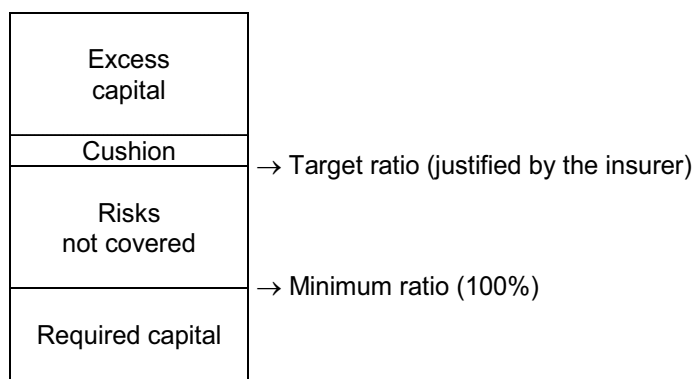 Excess
capital
Cushion
→ Target ratio (justified by the insurer)
Risks
not covered
→ Minimum ratio (100%)
Required capital